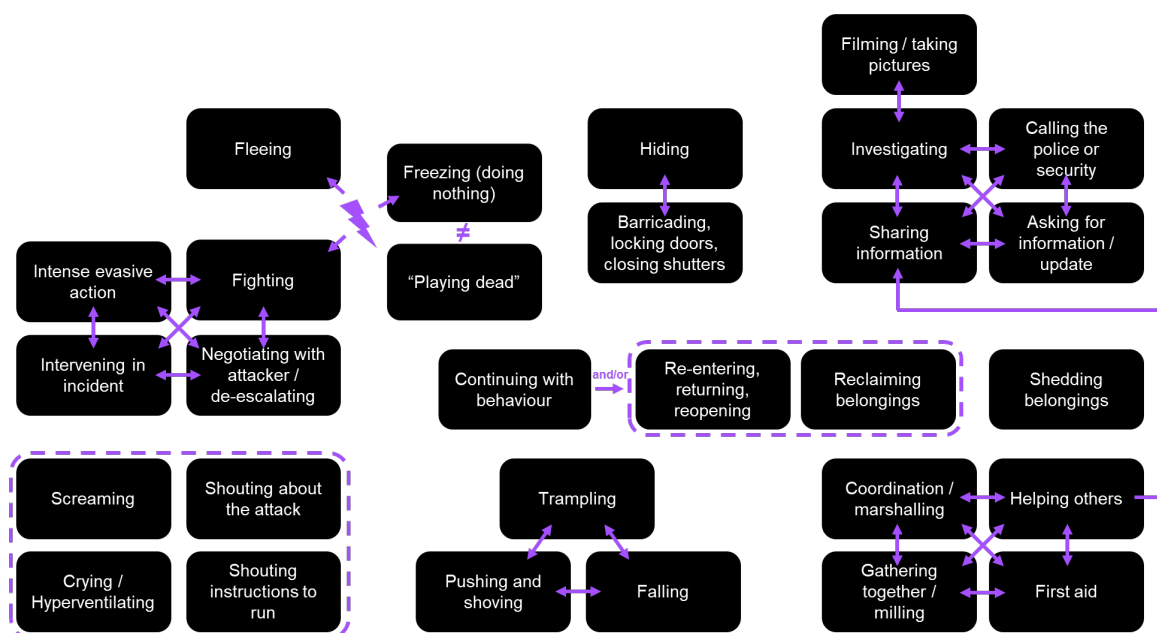 Filming / taking
pictures
Fleeing
Freezing (doing
nothing)
Hiding
Investigating
Calling the
police or
security
≠
Intense evasive
action
Fighting
“Playing dead”
Barricading,
locking doors,
closing shutters
Sharing
information
Asking for
information /
update
Intervening in
incident
Negotiating with
attacker /
de-escalating
Continuing with
behaviour
and/or
Re-entering,
returning,
reopening
Reclaiming
belongings
Shedding
belongings
Screaming
Shouting about
the attack
Trampling
Coordination /
marshalling
Helping others
Crying /
Hyperventilating
Shouting
instructions to
run
Pushing and
shoving
Falling
Gathering
together /
milling
First aid